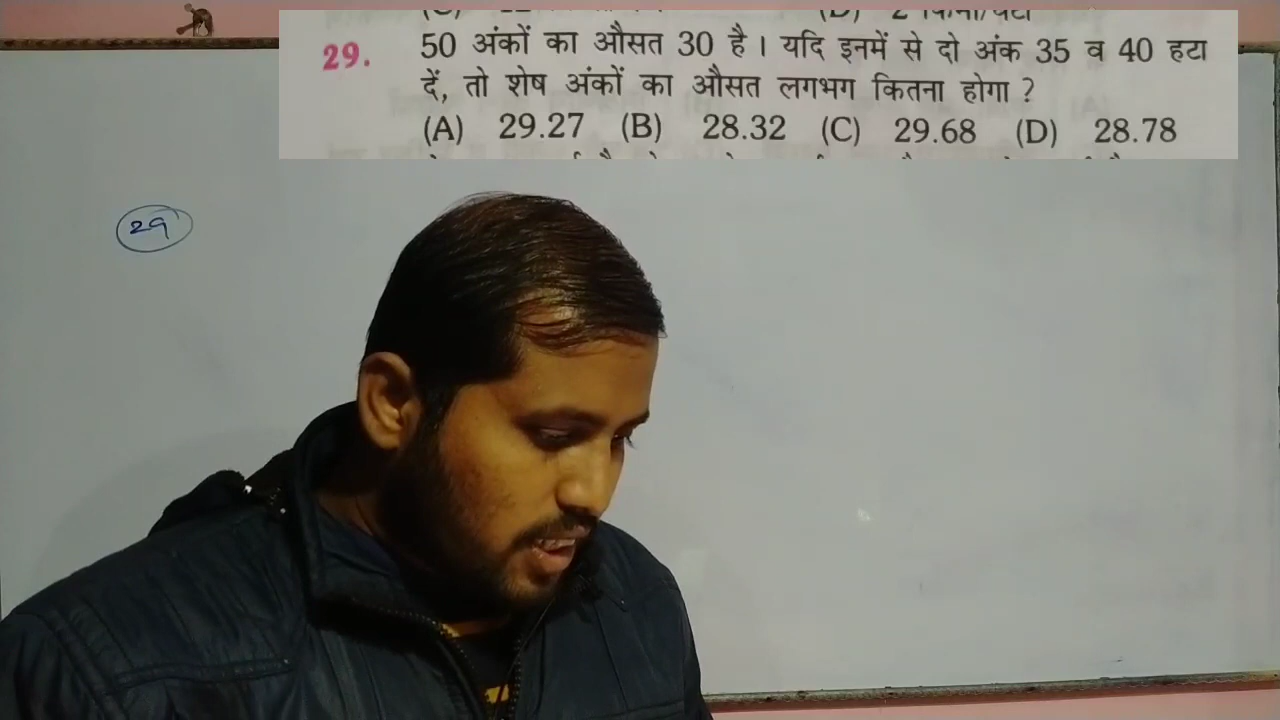 29. 50 अंकों का औसत 30 है । यदि इनमें से दो अंक 35 व 40 हटा
दें, तो शेष अंकों का औसत लगभग कितना होगा ?
(A) 29.27 (B) 28.32 (C) 29.68 (D) 28.78
29